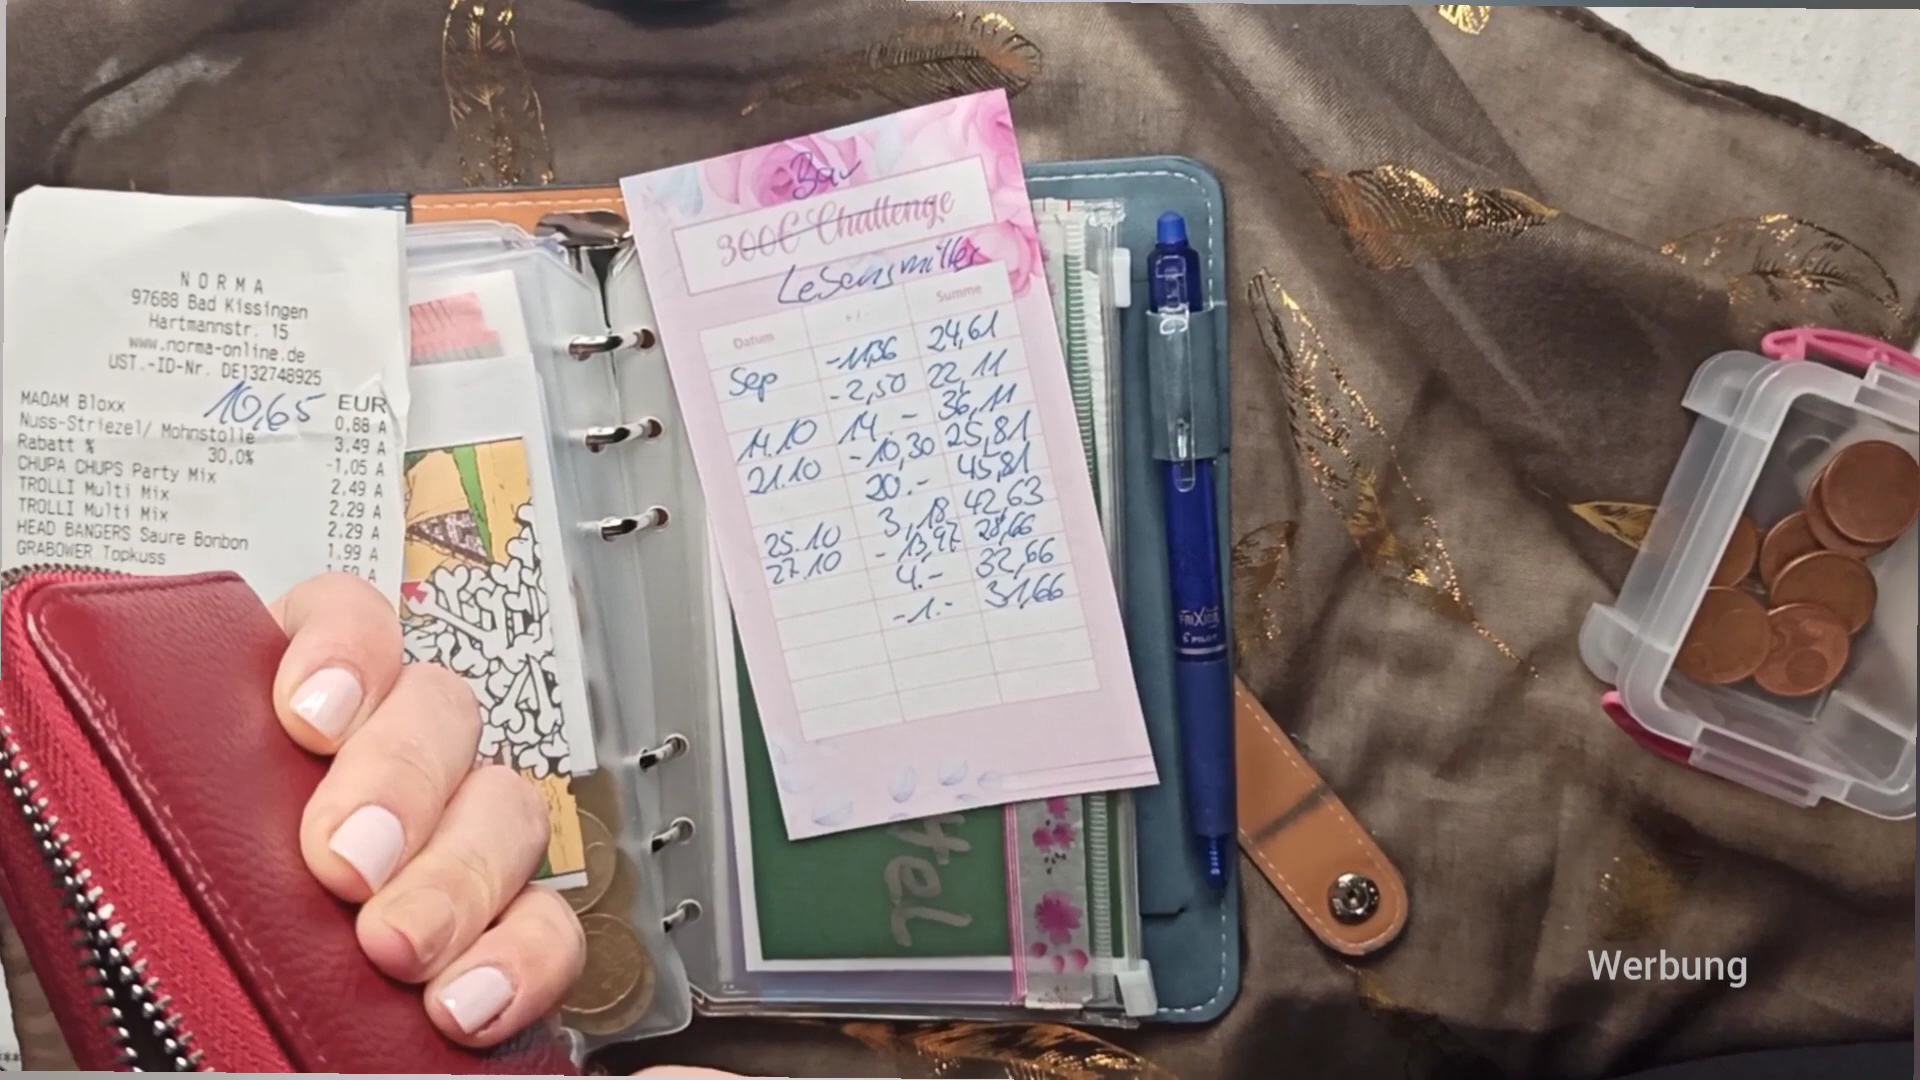 NORMA
97688 Bad Kissingen
Hartmannstr. 15
www.norma-online.de
UST.-ID-Nr. DE132748925
10,65
EUR
MADAM Bloxx 0,88 A
Nuss-Striezel/ Mohnstolle 3,49 A
Rabatt % 30.0% -1,05 A
CHUPA CHUPS Party Mix 2,49 A
TROLLI Multi Mix 2,29 A
TROLLI Multi Mix 2,29 A
HEAD BANGERS Saure Bonbon 1,99 A
GRABOWER Topkuss
Bar
300€ Challenge
Lebensmittel
Datum +/- Summe
Sep -11,36 24,61
-2,50 22,11
14.10 14.- 36,11
21.10 -10,30 25,81
20.- 45,81
25.10 3,18 42,63
27.10 -13,97 28,66
4.- 32,66
-1.- 31,66
FRIXION
PILOT
tel
Werbung